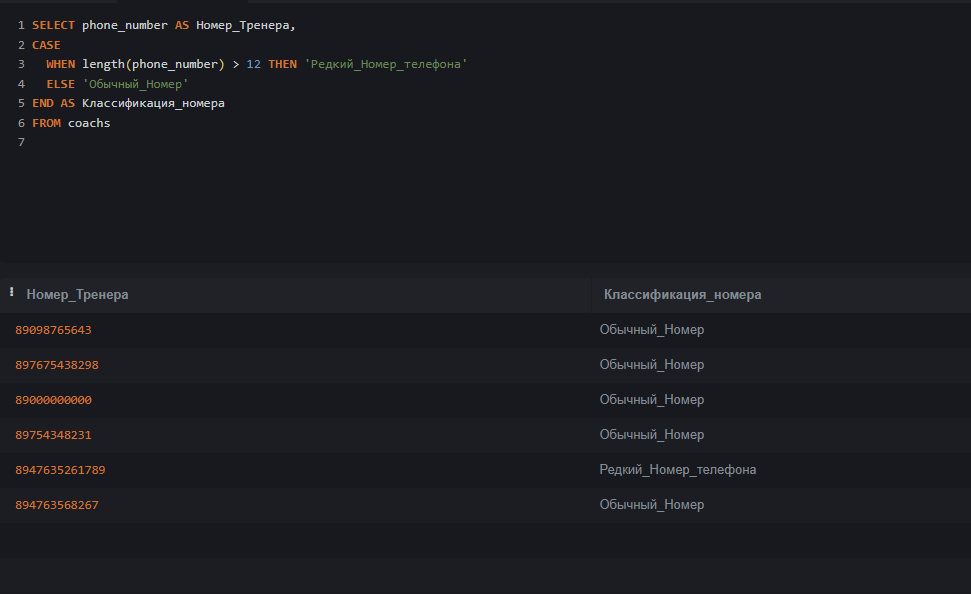 1 SELECT phone_number AS Номер_Тренера,
2 CASE
3 WHEN length(phone_number) > 12 THEN 'Редкий_Номер_телефона'
4 ELSE 'Обычный_Номер'
5 END AS Классификация_номера
6 FROM coachs
7
Номер_Тренера Классификация_номера
89098765643 Обычный_Номер
897675438298 Обычный_Номер
89000000000 Обычный_Номер
89754348231 Обычный_Номер
8947635261789 Редкий_Номер_телефона
894763568267 Обычный_Номер